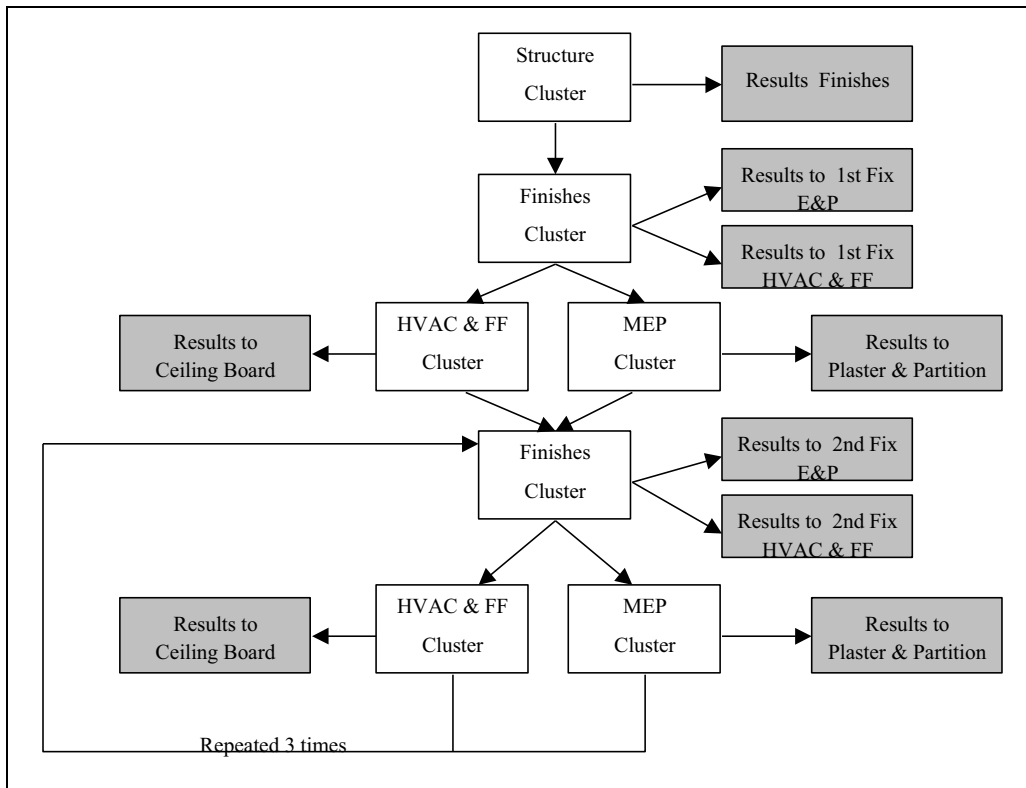 Structure
Cluster
Results Finishes
Finishes
Cluster
Results to 1st Fix
E&P
Results to 1st Fix
HVAC & FF
Results to
Ceiling Board
HVAC & FF
Cluster
MEP
Cluster
Results to
Plaster & Partition
Finishes
Cluster
Results to 2nd Fix
E&P
Results to 2nd Fix
HVAC & FF
Results to
Ceiling Board
HVAC & FF
Cluster
MEP
Cluster
Results to
Plaster & Partition
Repeated 3 times